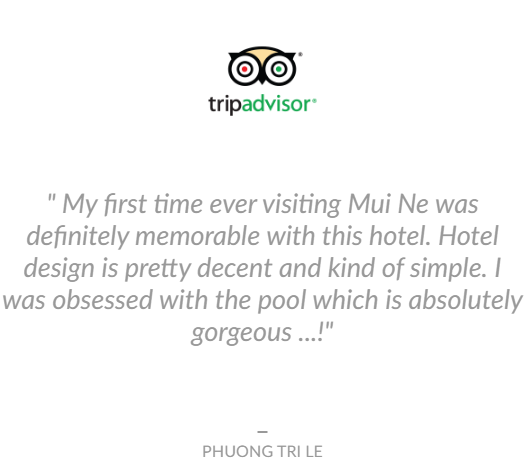 tripadvisor®
" My first time ever visiting Mui Ne was
definitely memorable with this hotel. Hotel
design is pretty decent and kind of simple. I
was obsessed with the pool which is absolutely
gorgeous ...!"
–
PHUONG TRI LE